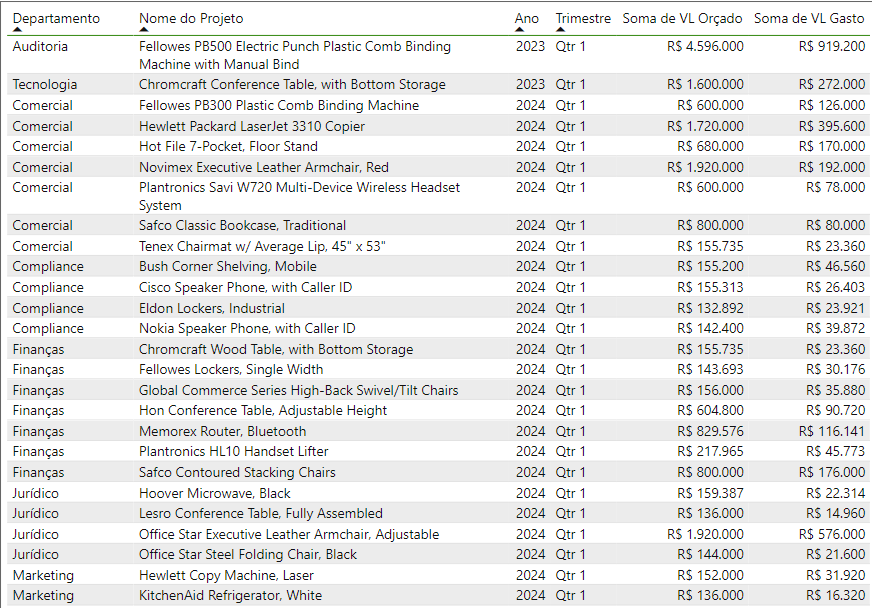 Departamento Nome do Projeto Ano Trimestre Soma de VL Orçado Soma de VL Gasto
Auditoria Fellowes PB500 Electric Punch Plastic Comb Binding 2023 Qtr 1 R$ 4.596.000 R$ 919.200
Machine with Manual Bind
Tecnologia Chromcraft Conference Table, with Bottom Storage 2023 Qtr 1 R$ 1.600.000 R$ 272.000
Comercial Fellowes PB300 Plastic Comb Binding Machine 2024 Qtr 1 R$ 600.000 R$ 126.000
Comercial Hewlett Packard LaserJet 3310 Copier 2024 Qtr 1 R$ 1.720.000 R$ 395.600
Comercial Hot File 7-Pocket, Floor Stand 2024 Qtr 1 R$ 680.000 R$ 170.000
Comercial Novimex Executive Leather Armchair, Red 2024 Qtr 1 R$ 1.920.000 R$ 192.000
Comercial Plantronics Savi W720 Multi-Device Wireless Headset 2024 Qtr 1 R$ 600.000 R$ 78.000
System
Comercial Safco Classic Bookcase, Traditional 2024 Qtr 1 R$ 800.000 R$ 80.000
Comercial Tenex Chairmat w/ Average Lip, 45" x 53" 2024 Qtr 1 R$ 155.735 R$ 23.360
Compliance Bush Corner Shelving, Mobile 2024 Qtr 1 R$ 155.200 R$ 46.560
Compliance Cisco Speaker Phone, with Caller ID 2024 Qtr 1 R$ 155.313 R$ 26.403
Compliance Eldon Lockers, Industrial 2024 Qtr 1 R$ 132.892 R$ 23.921
Compliance Nokia Speaker Phone, with Caller ID 2024 Qtr 1 R$ 142.400 R$ 39.872
Finanças Chromcraft Wood Table, with Bottom Storage 2024 Qtr 1 R$ 155.735 R$ 23.360
Finanças Fellowes Lockers, Single Width 2024 Qtr 1 R$ 143.693 R$ 30.176
Finanças Global Commerce Series High-Back Swivel/Tilt Chairs 2024 Qtr 1 R$ 156.000 R$ 35.880
Finanças Hon Conference Table, Adjustable Height 2024 Qtr 1 R$ 604.800 R$ 90.720
Finanças Memorex Router, Bluetooth 2024 Qtr 1 R$ 829.576 R$ 116.141
Finanças Plantronics HL10 Handset Lifter 2024 Qtr 1 R$ 217.965 R$ 45.773
Finanças Safco Contoured Stacking Chairs 2024 Qtr 1 R$ 800.000 R$ 176.000
Jurídico Hoover Microwave, Black 2024 Qtr 1 R$ 159.387 R$ 22.314
Jurídico Lesro Conference Table, Fully Assembled 2024 Qtr 1 R$ 136.000 R$ 14.960
Jurídico Office Star Executive Leather Armchair, Adjustable 2024 Qtr 1 R$ 1.920.000 R$ 576.000
Jurídico Office Star Steel Folding Chair, Black 2024 Qtr 1 R$ 144.000 R$ 21.600
Marketing Hewlett Copy Machine, Laser 2024 Qtr 1 R$ 152.000 R$ 31.920
Marketing KitchenAid Refrigerator, White 2024 Qtr 1 R$ 136.000 R$ 16.320